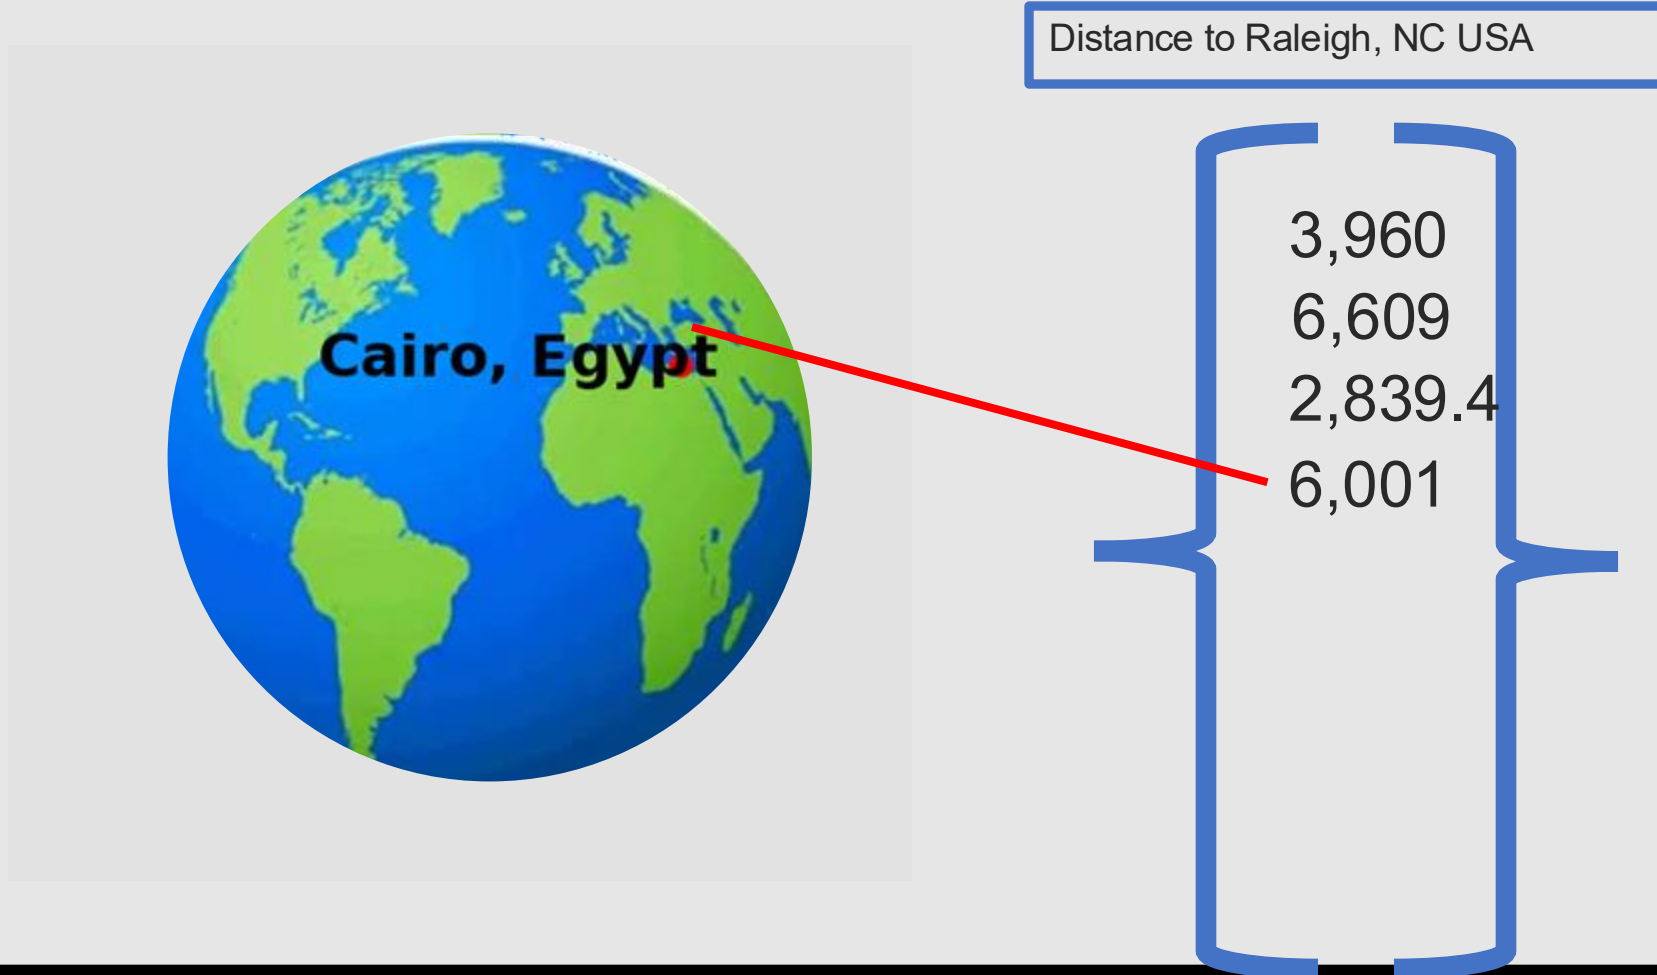 Distance to Raleigh, NC USA
Cairo, Egypt
3,960
6,609
2,839.4
6,001